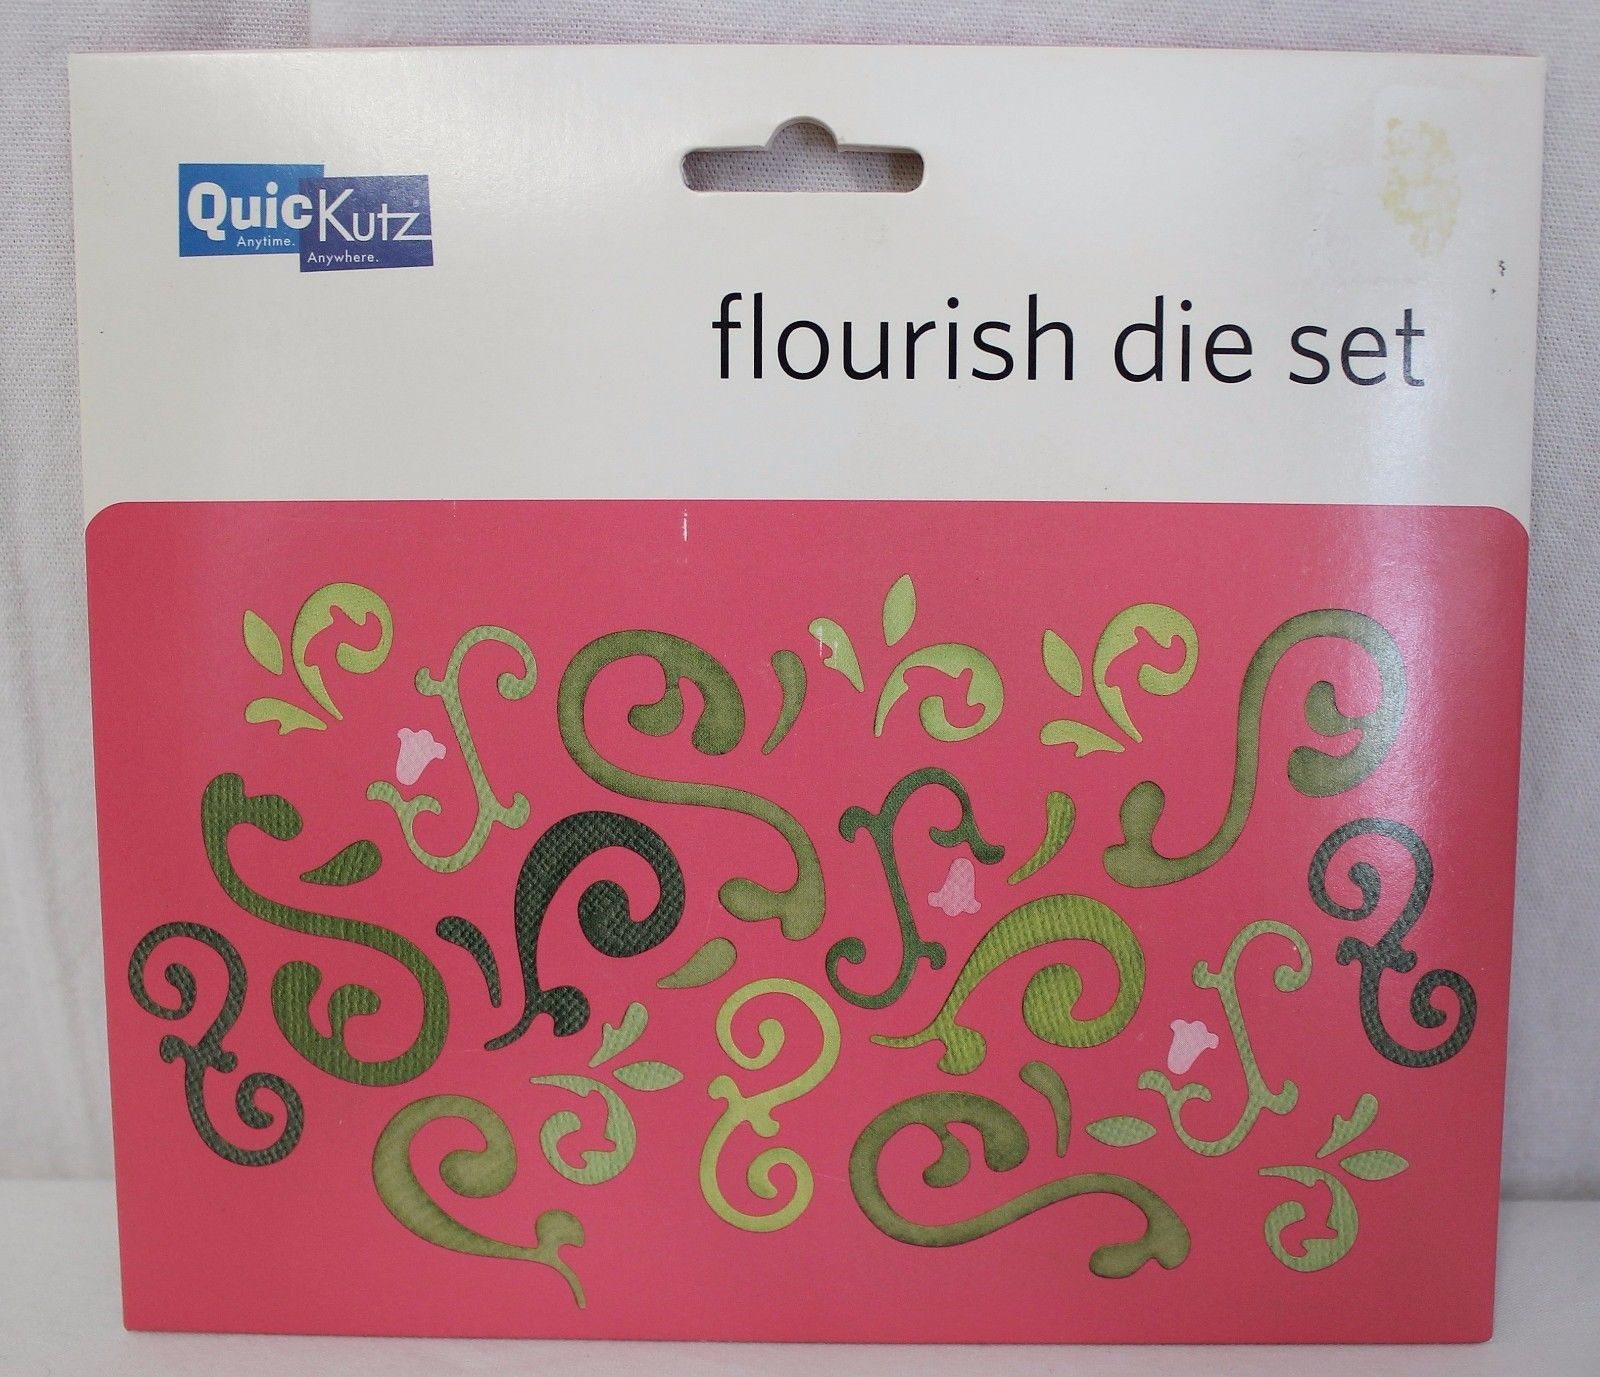 QuicKutz
Anytime.
Anywhere.
flourish die set